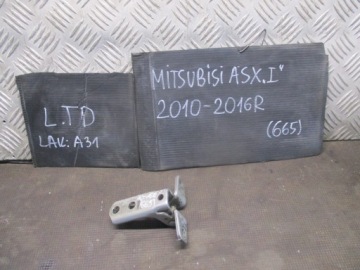 L.TD
LAK: A31
MITSUBISI ASX.I"
2010-2016R
(665)